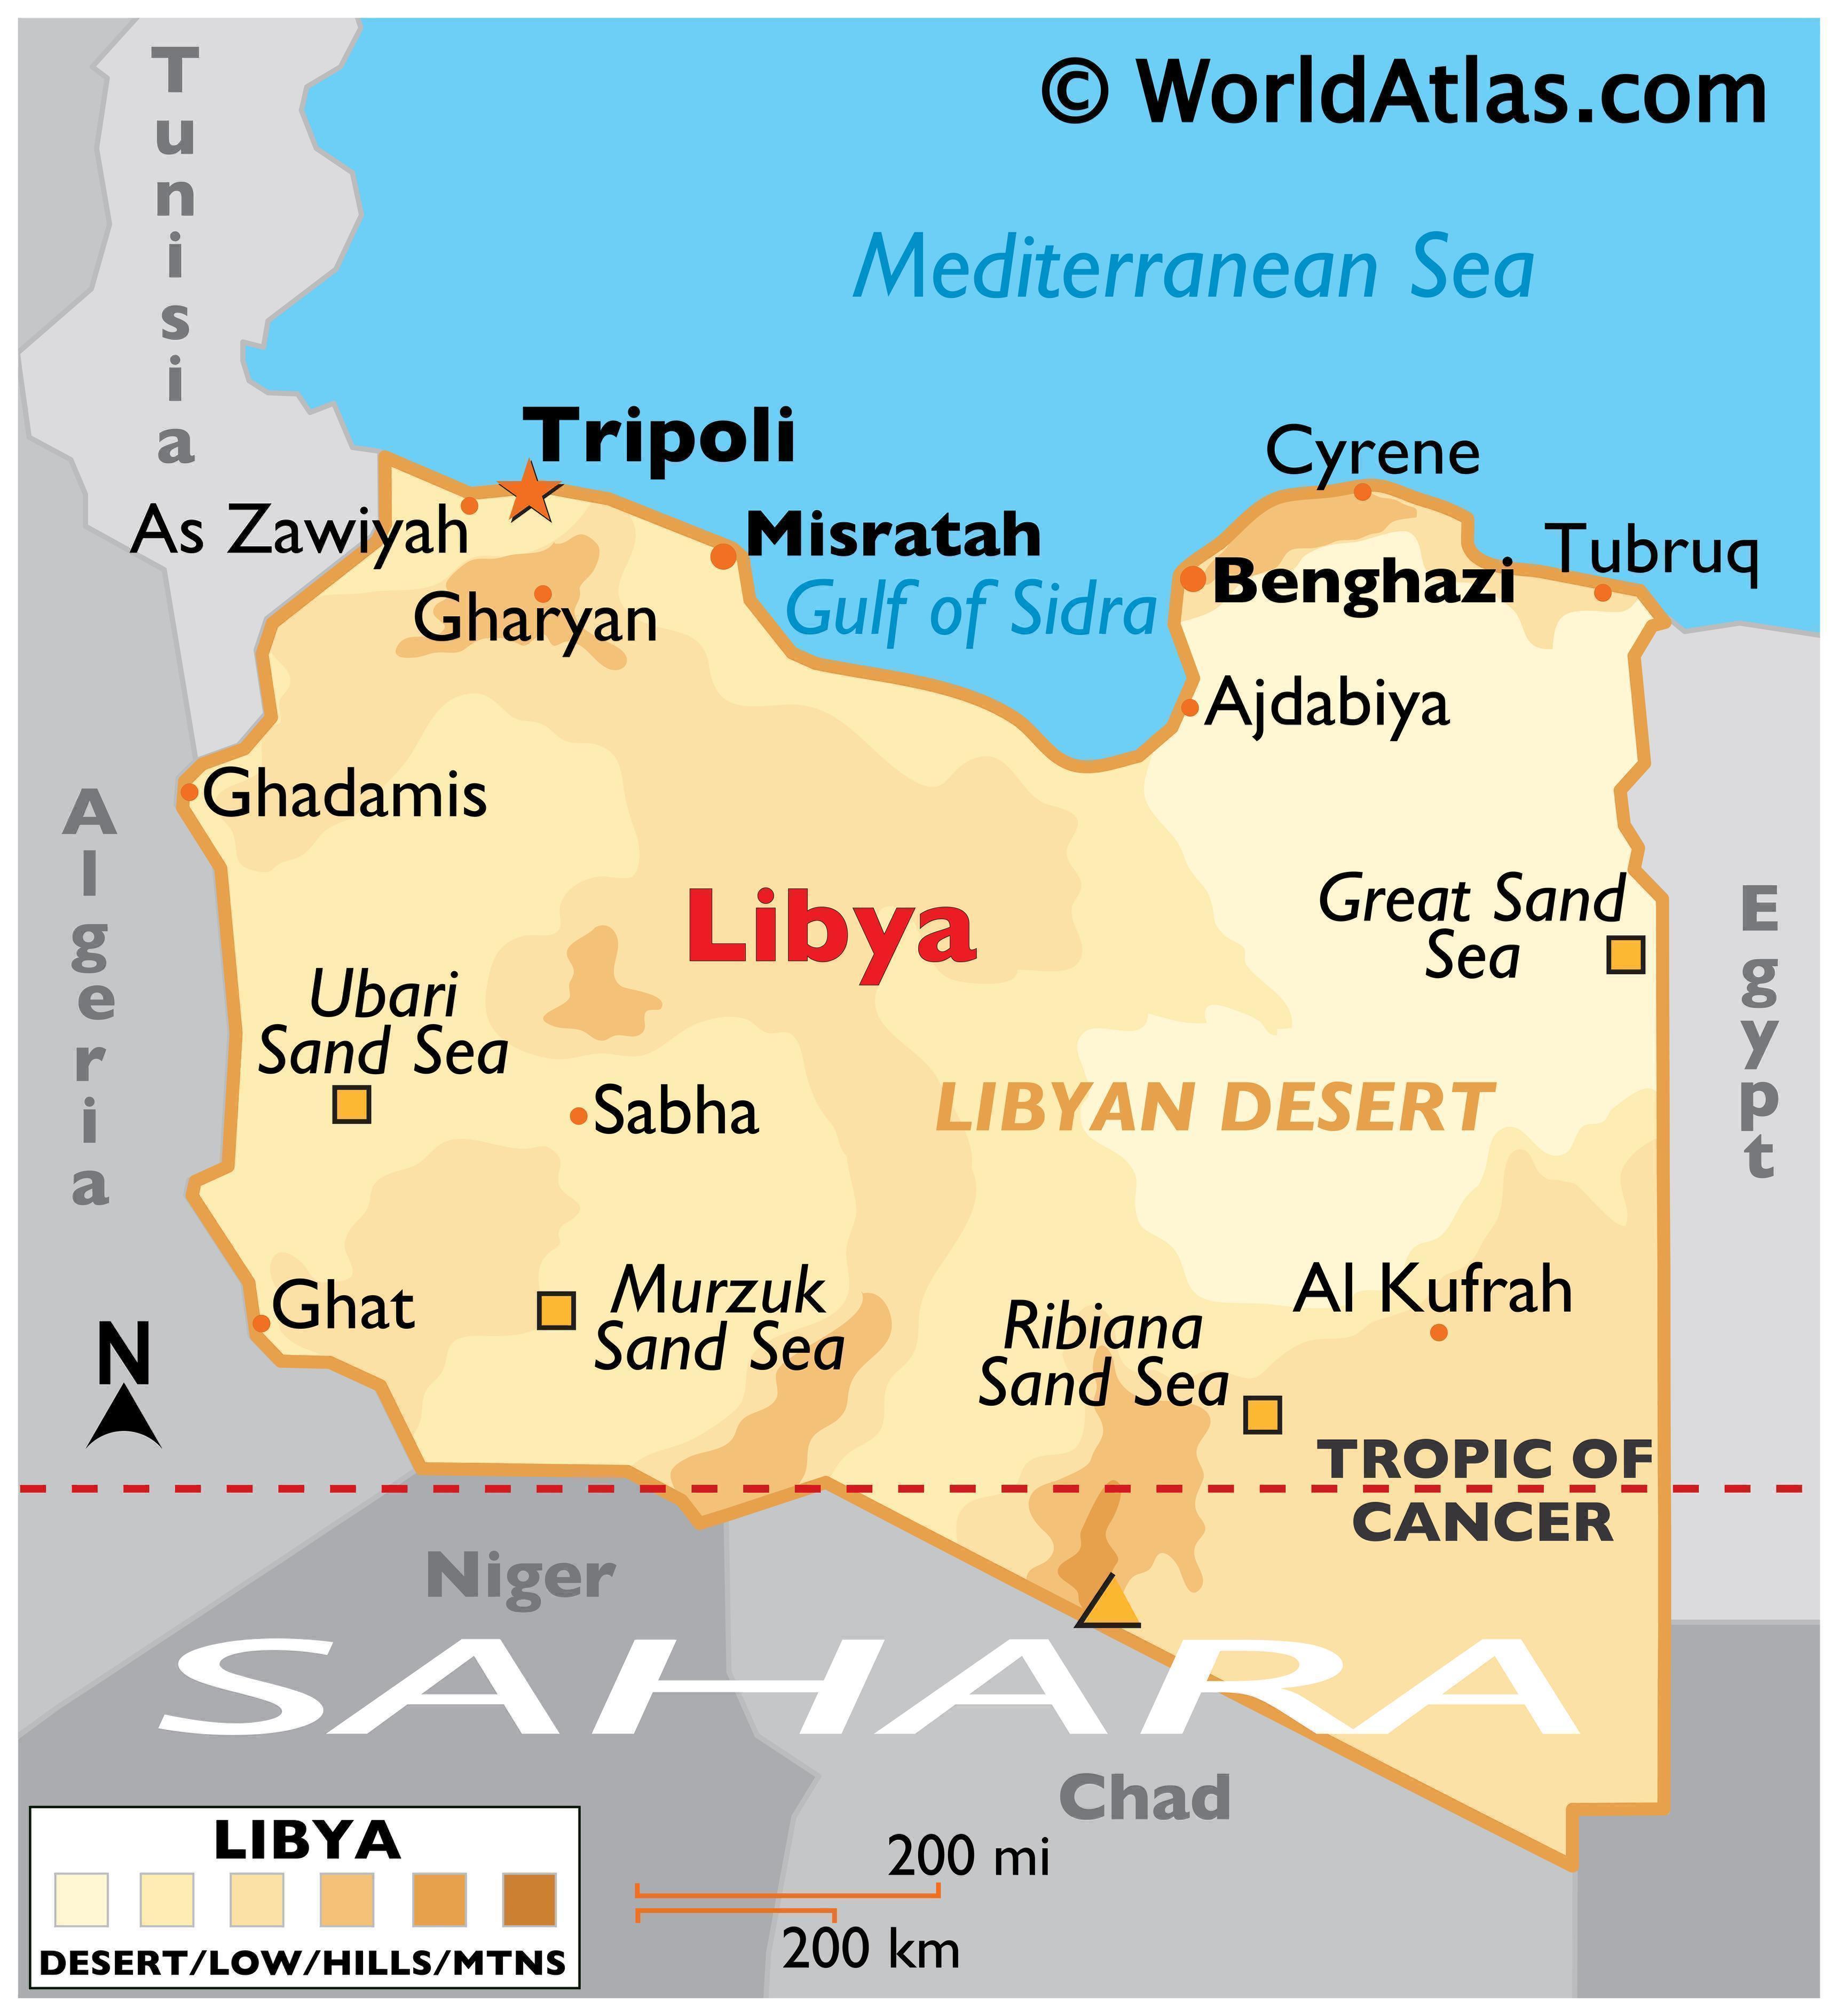 © WorldAtlas.com
Tunisia
Mediterranean Sea
Tripoli
Cyrene
As Zawiyah
Misratah
Tubruq
Gharyan
Gulf of Sidra
Benghazi
Ajdabiya
Ghadamis
Algeria
Libya
Great Sand
Sea
Egypt
Ubari
Sand Sea
Sabha
LIBYAN DESERT
Ghat
Murzuk
Sand Sea
Ribiana
Sand Sea
Al Kufrah
N
TROPIC OF
CANCER
Niger
SAHARA
Chad
LIBYA
DESERT/LOW/HILLS/MTNS
200 mi
200 km